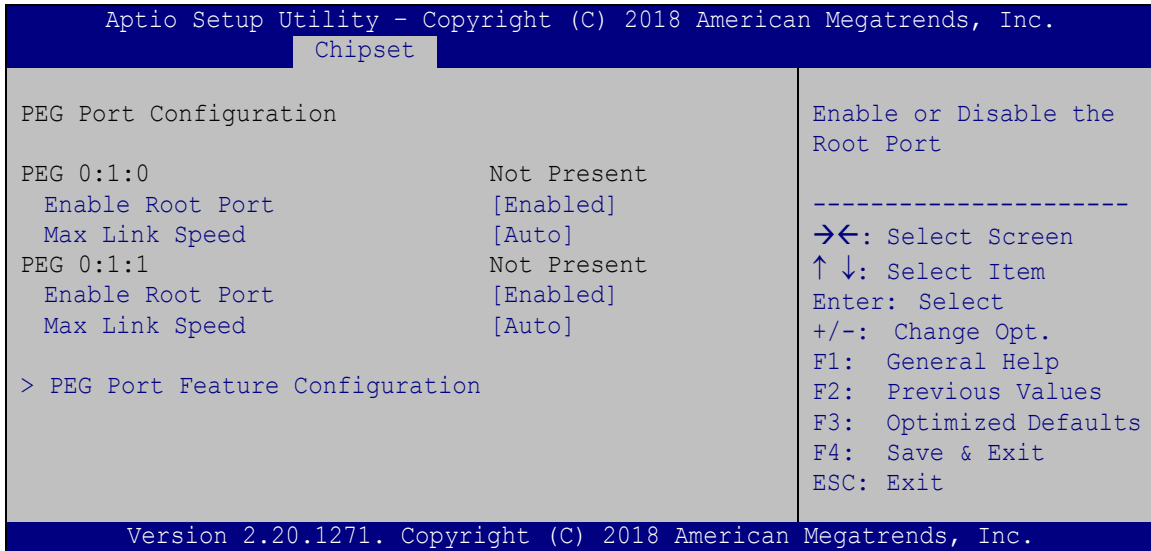 Aptio Setup Utility – Copyright (C) 2018 American Megatrends, Inc.
Chipset
PEG Port Configuration
PEG 0:1:0 Not Present
Enable Root Port [Enabled]
Max Link Speed [Auto]
PEG 0:1:1 Not Present
Enable Root Port [Enabled]
Max Link Speed [Auto]
> PEG Port Feature Configuration
Enable or Disable the
Root Port
----------------------
→←: Select Screen
↑ ↓: Select Item
Enter: Select
+/-: Change Opt.
F1: General Help
F2: Previous Values
F3: Optimized Defaults
F4: Save & Exit
ESC: Exit
Version 2.20.1271. Copyright (C) 2018 American Megatrends, Inc.